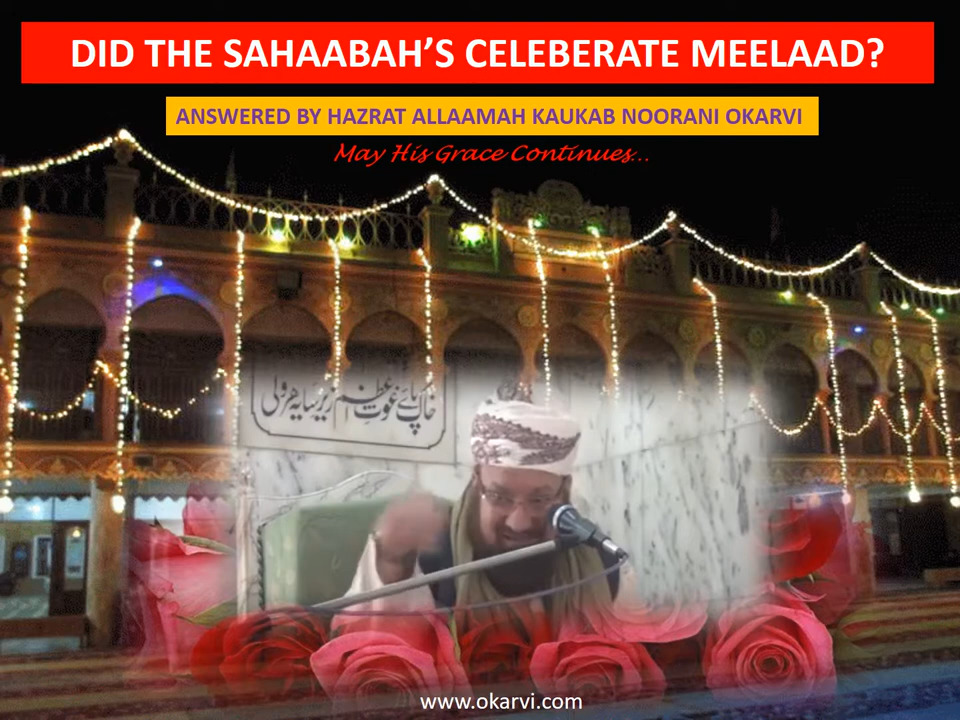 DID THE SAHAABAH’S CELEBERATE MEELAAD?
ANSWERED BY HAZRAT ALLAAMAH KAUKAB NOORANI OKARVI
May His Grace Continues...
خاک پائے غوث اعظم زیر سایہ ھر ولی
www.okarvi.com